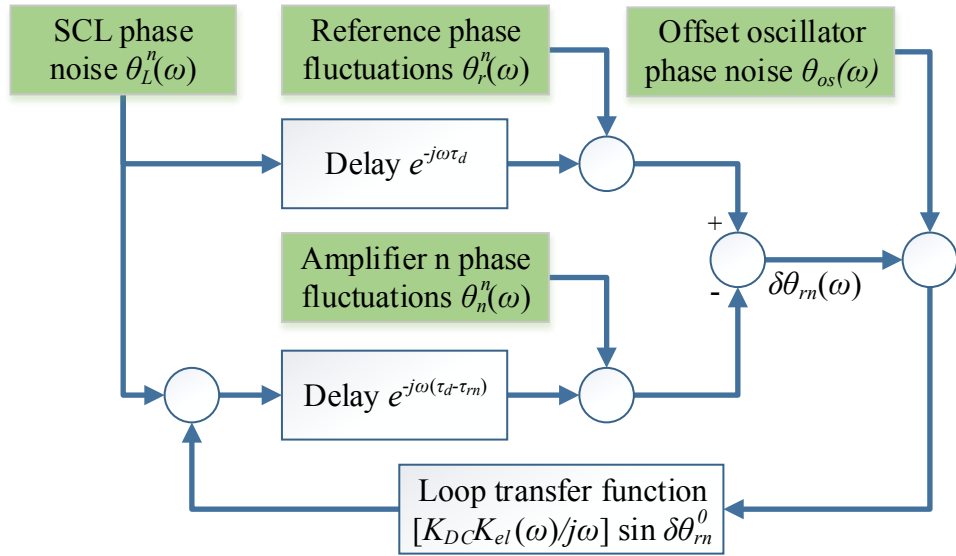 SCL phase
noise θ_L^n(ω)
Reference phase
fluctuations θ_r^n(ω)
Offset oscillator
phase noise θ_os(ω)
Delay e^{-jωτ_d}
+
Amplifier n phase
fluctuations θ_n^n(ω)
-
δθ_rn(ω)
Delay e^{-jω(τ_d-τ_rn)}
Loop transfer function
[K_DC K_el(ω)/jω] sin δθ_rn^0